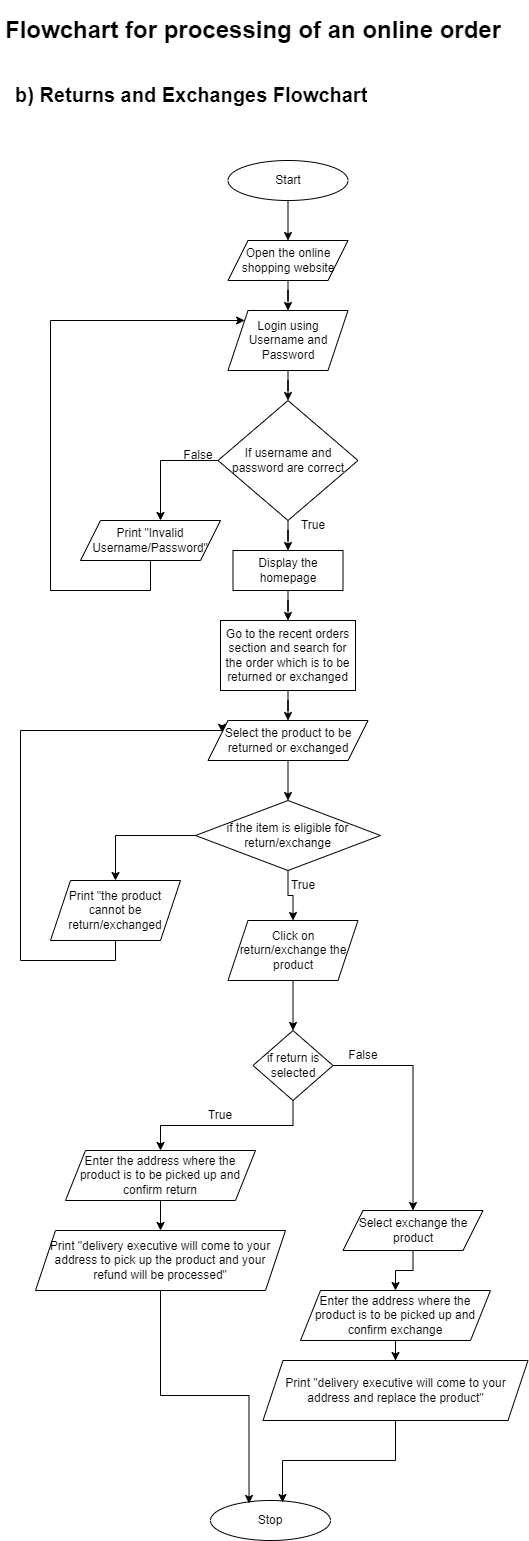 Flowchart for processing of an online order
b) Returns and Exchanges Flowchart
Start
Open the online
shopping website
Login using
Username and
Password
If username and
password are correct
False
Print "Invalid
Username/Password"
True
Display the
homepage
Go to the recent orders
section and search for
the order which is to be
returned or exchanged
Select the product to be
returned or exchanged
if the item is eligible for
return/exchange
Print "the product
cannot be
return/exchanged
True
Click on
return/exchange the
product
if return is
selected
False
True
Enter the address where the
product is to be picked up and
confirm return
Print "delivery executive will come to your
address to pick up the product and your
refund will be processed"
Select exchange the
product
Enter the address where the
product is to be picked up and
confirm exchange
Print "delivery executive will come to your
address and replace the product"
Stop